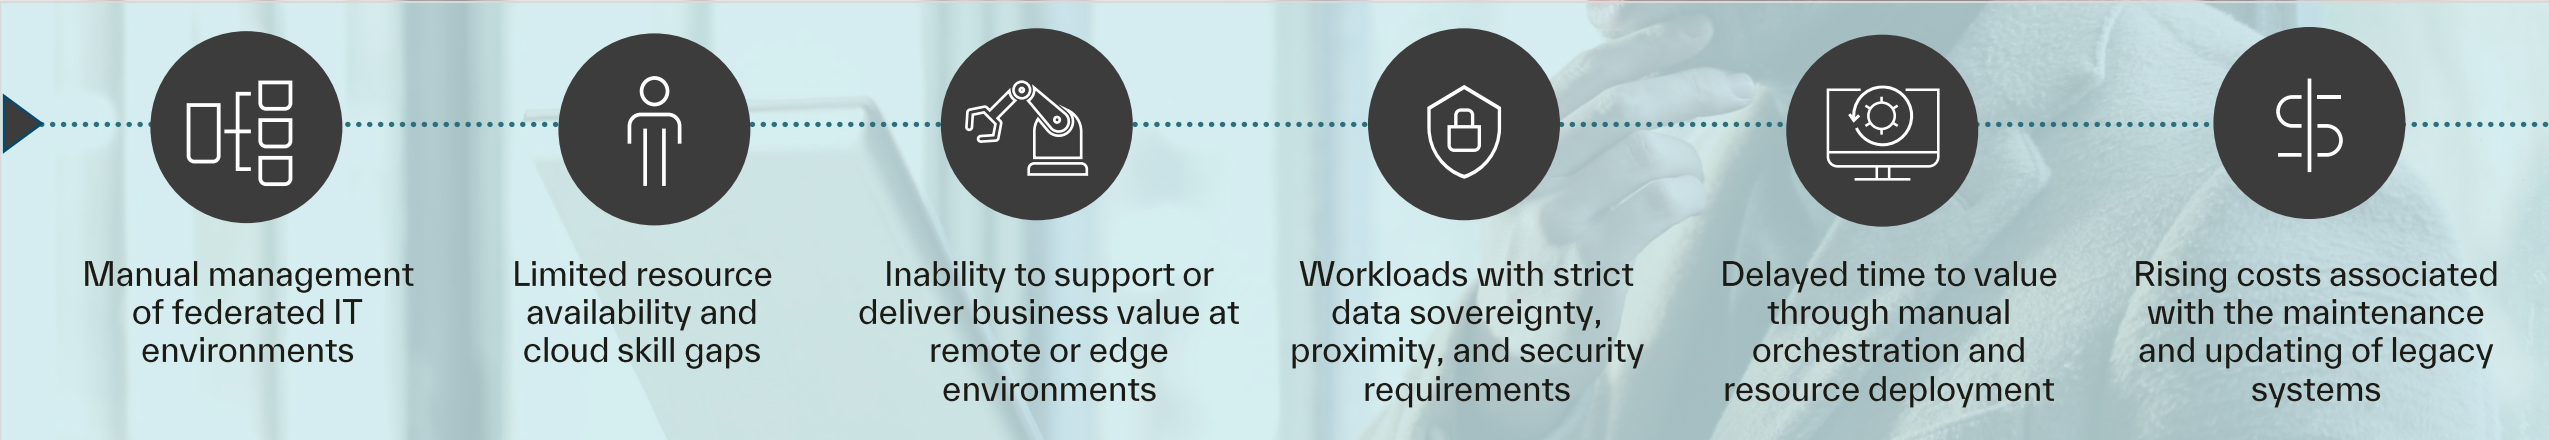 Manual management
of federated IT
environments
Limited resource
availability and
cloud skill gaps
Inability to support or
deliver business value at
remote or edge
environments
Workloads with strict
data sovereignty,
proximity, and security
requirements
Delayed time to value
through manual
orchestration and
resource deployment
Rising costs associated
with the maintenance
and updating of legacy
systems